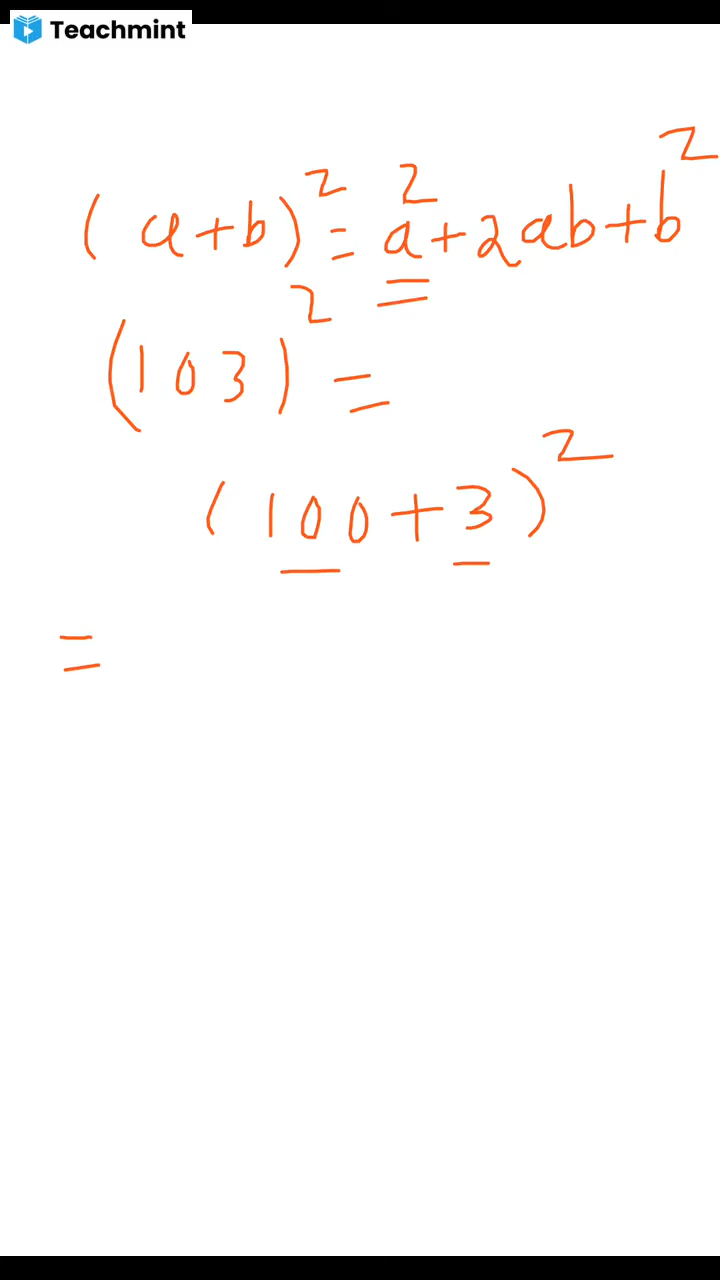 Teachmint
(a+b)² = a²+2ab+b²
(103)² =
(100+3)²
=